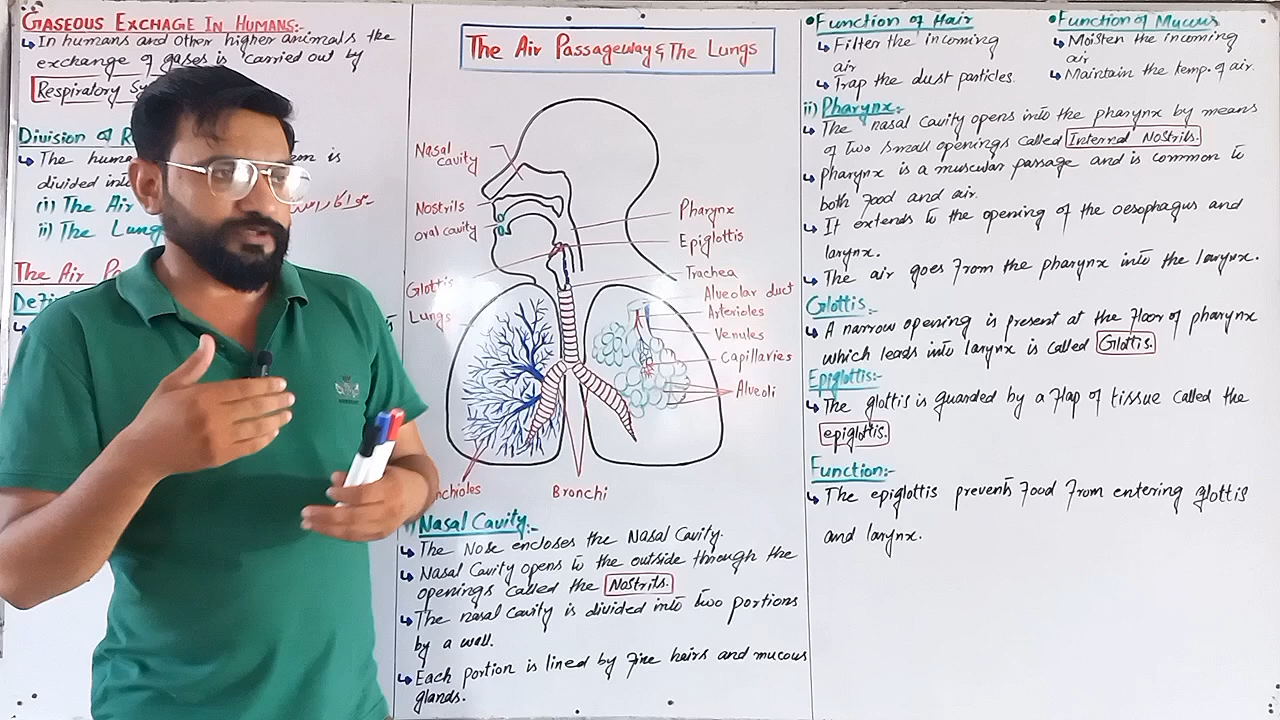 GASEOUS EXCHAGE IN HUMANS:-
In humans and other higher animals the
exchange of gases is carried out by
Respiratory Sy
Division of R
The huma
m is
divided into
(i) The Air
ii) The Lung
The Air Pa
Defin
The Air Passageway & The Lungs
Nasal
cavity
Nostrils
oral cavity
Glottis
Lungs
Pharynx
Epiglottis
Trachea
Alveolar duct
Arterioles
Venules
Capillaries
Alveoli
nchioles
Bronchi
i) Nasal Cavity:-
The Nose encloses the Nasal Cavity.
Nasal Cavity opens to the outside through the
openings called the Nostrils.
The nasal cavity is divided into two portions
by a wall.
Each portion is lined by fine hairs and mucous
glands.
Function of Hair
Filter the incoming
air
Trap the dust particles.
Function of Mucus
Moisten the incoming
air
Maintain the temp. of air.
ii) Pharynx:-
The nasal cavity opens into the pharynx by means
of two small openings called Internal Nostrils.
pharynx is a muscular passage and is common to
both food and air.
It extends to the opening of the oesophagus and
larynx.
The air goes from the pharynx into the larynx.
Glottis:-
A narrow opening is present at the floor of pharynx
which leads into larynx is called Glottis.
Epiglottis:-
The glottis is guarded by a flap of tissue called the
epiglottis.
Function:-
The epiglottis prevents food from entering glottis
and larynx.